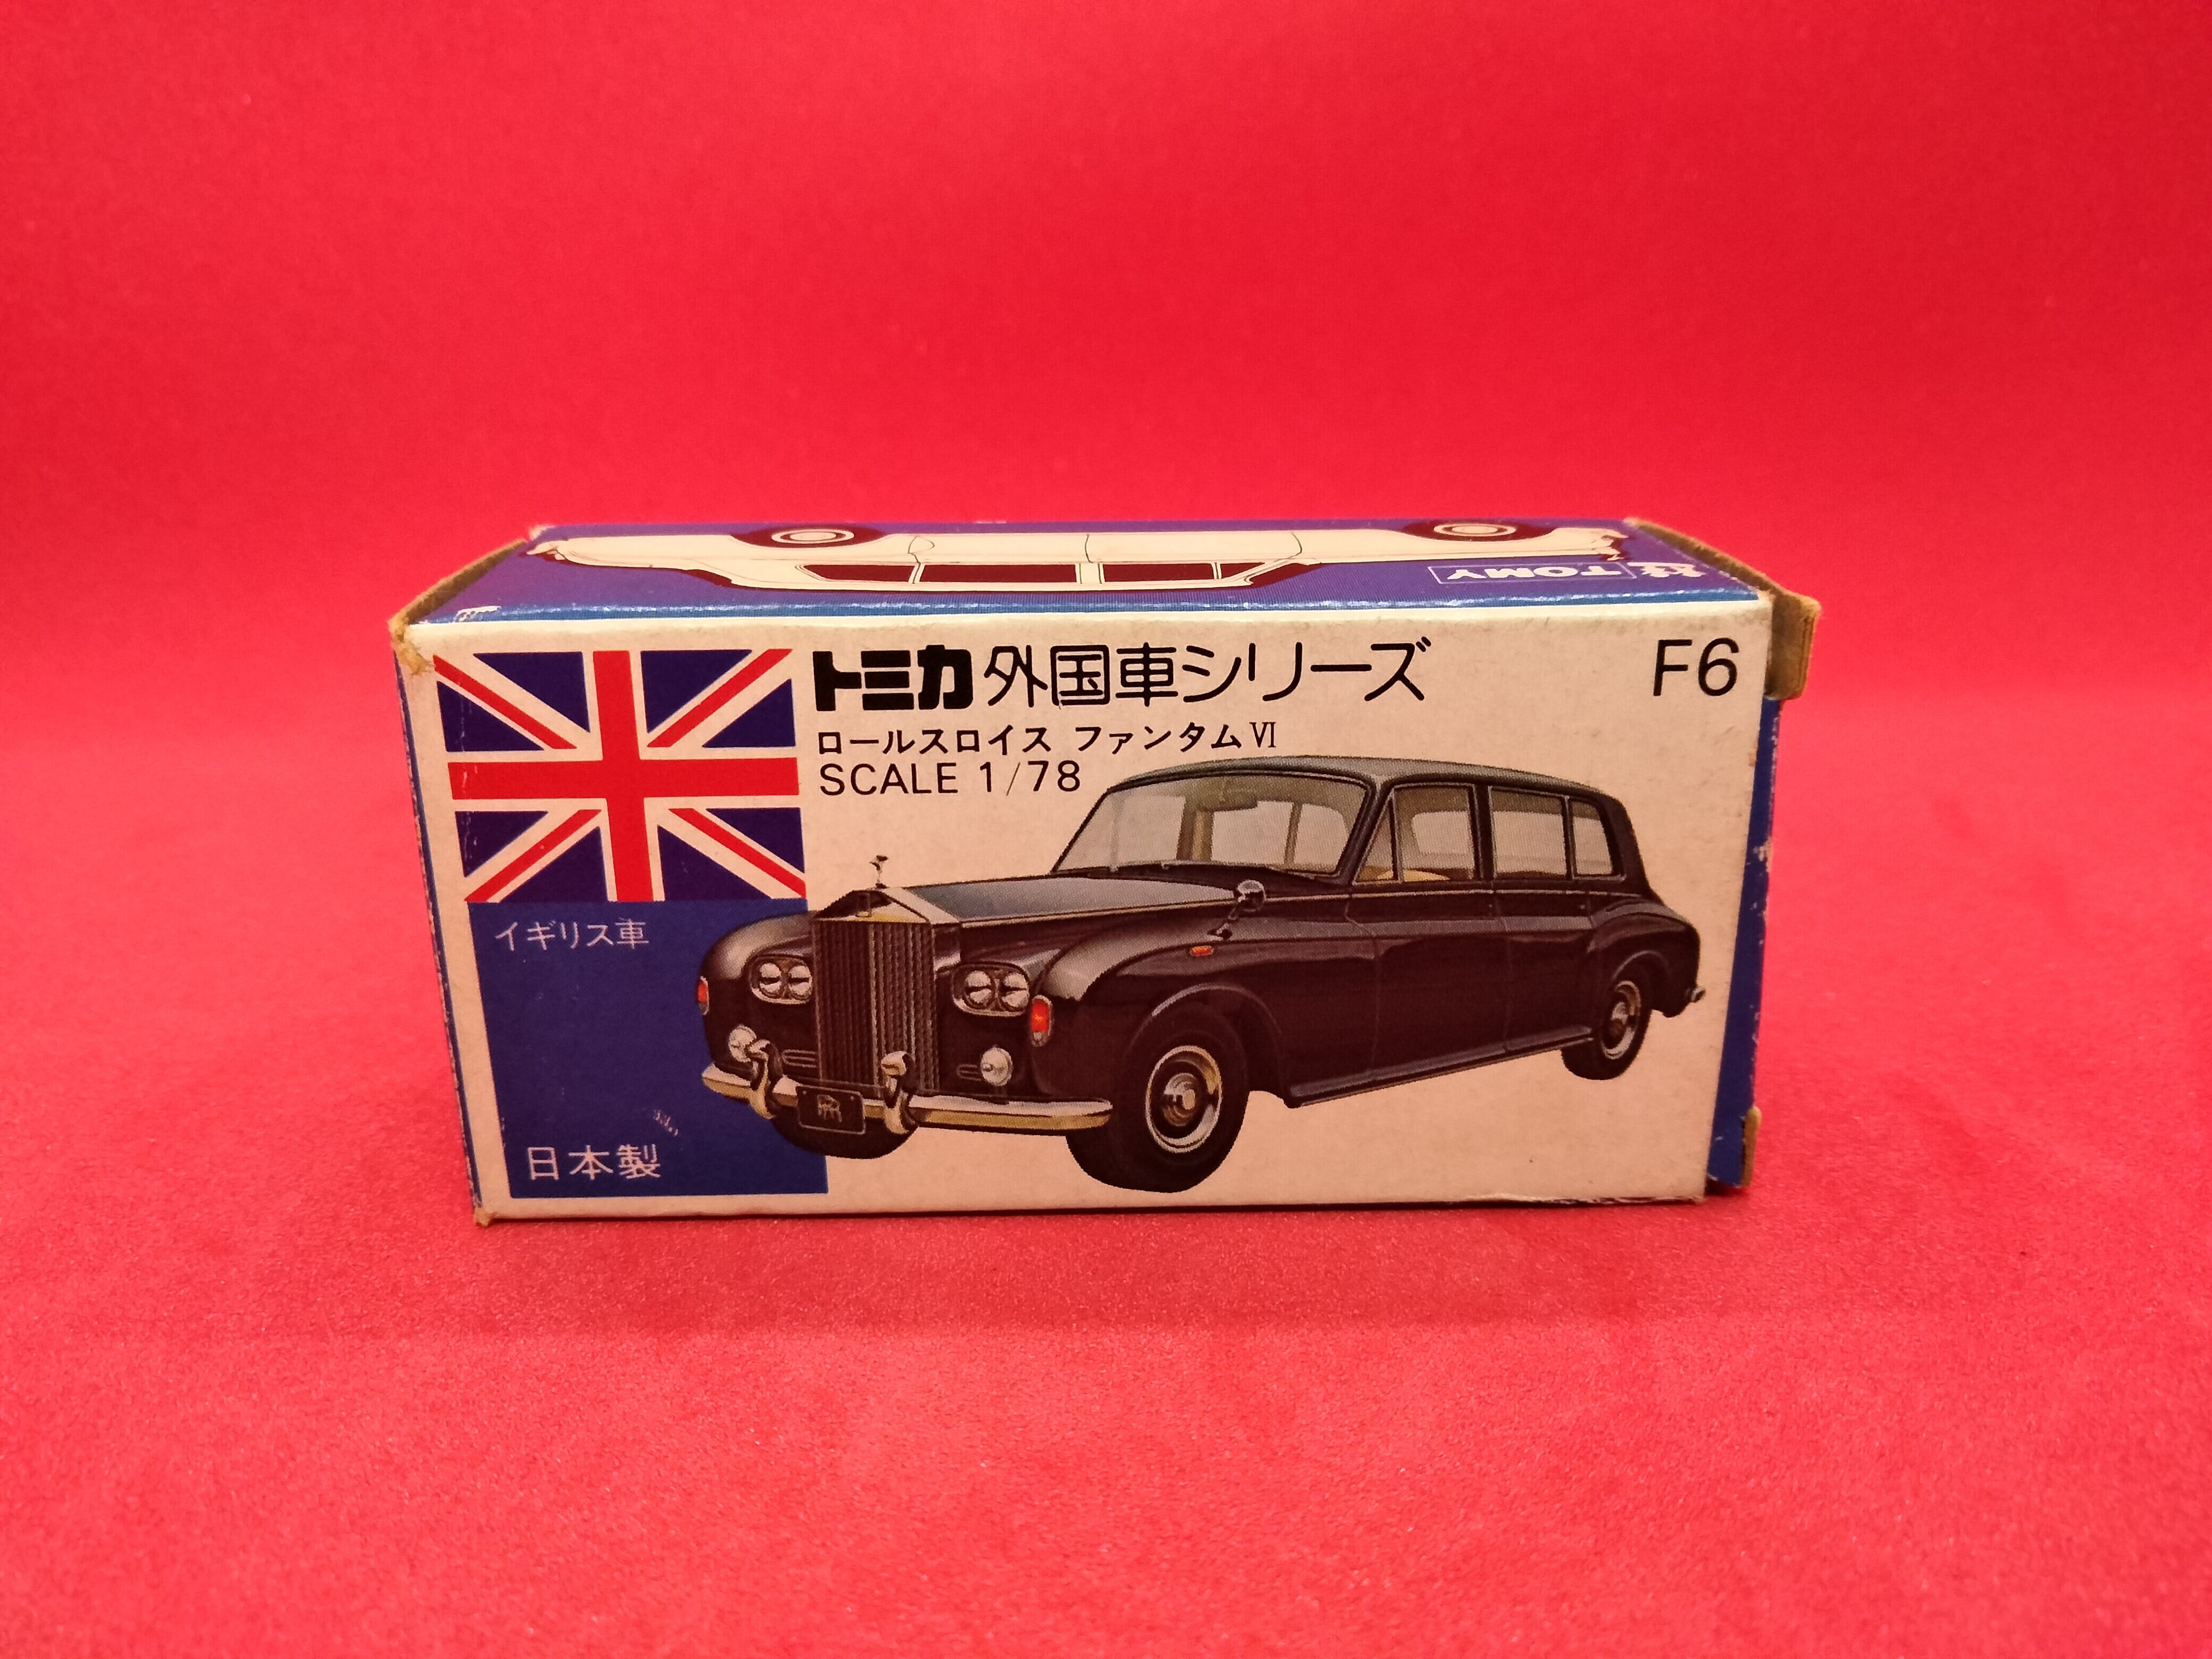 TOMY
トミカ 外国車シリーズ F6
ロールスロイス ファンタムⅥ
SCALE 1/78
イギリス車
日本製